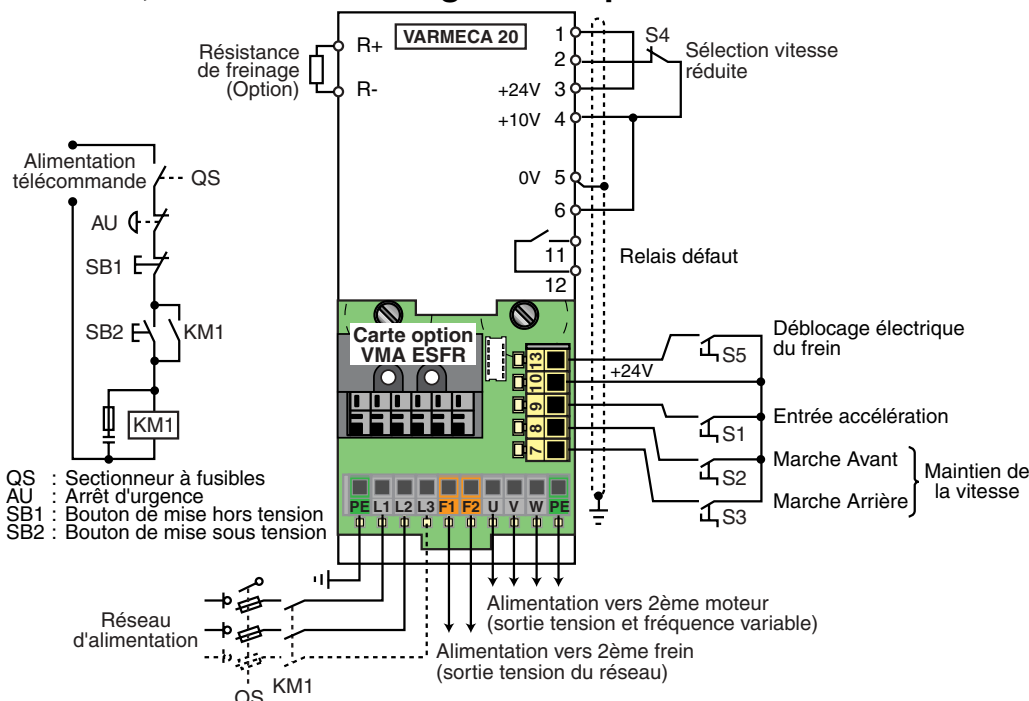 VARMECA 20
R+
R-
Résistance
de freinage
(Option)
1
2
+24V 3
+10V 4
0V 5
6
11
12
S4
Sélection vitesse
réduite
Relais défaut
Alimentation
télécommande
QS
AU
SB1
SB2
KM1
KM1
QS : Sectionneur à fusibles
AU : Arrêt d'urgence
SB1 : Bouton de mise hors tension
SB2 : Bouton de mise sous tension
Carte option
VMA ESFR
13
10
9
8
7
+24V
S5
S1
S2
S3
Déblocage électrique
du frein
Entrée accélération
Marche Avant
Marche Arrière
Maintien de
la vitesse
PE L1 L2 L3 F1 F2 U V W PE
Alimentation vers 2ème moteur
(sortie tension et fréquence variable)
Alimentation vers 2ème frein
(sortie tension du réseau)
Réseau
d'alimentation
QS
KM1